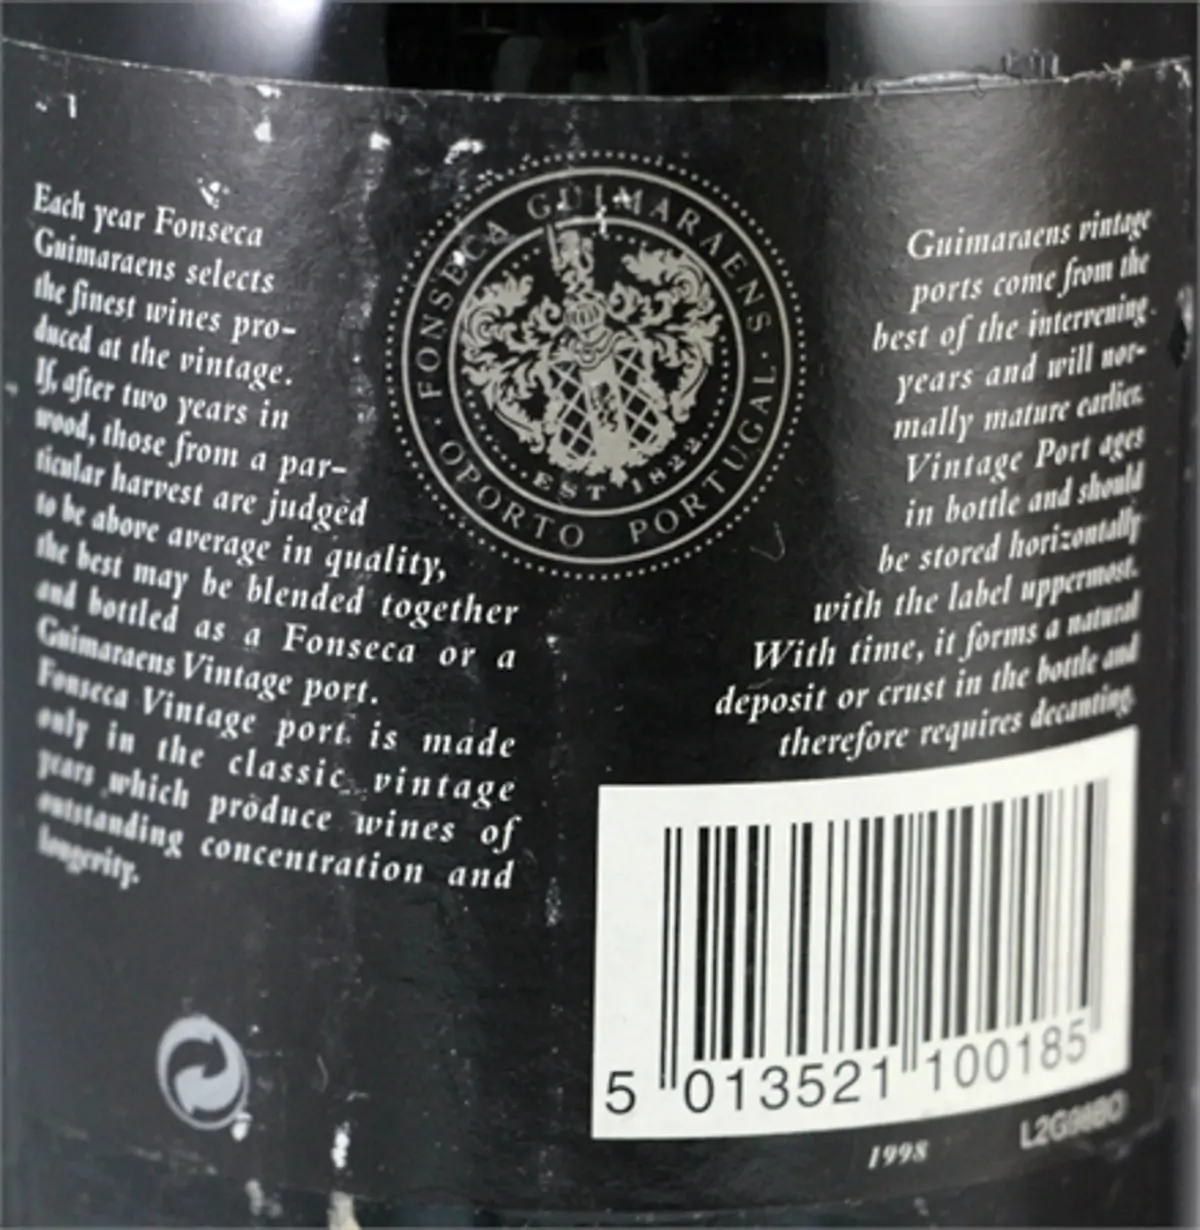 Each year Fonseca
Guimaraens selects
the finest wines pro-
duced at the vintage.
If, after two years in
wood, those from a par-
ticular harvest are judged
to be above average in quality,
the best may be blended together
and bottled as a Fonseca or a
Guimaraens Vintage port.
Fonseca Vintage port is made
only in the classic vintage
years which produce wines of
outstanding concentration and
longevity.
FONSECA GUIMARAENS
EST 1822
OPORTO PORTUGAL
Guimaraens vintage
ports come from the
best of the intervening
years and will nor-
mally mature earlier.
Vintage Port ages
in bottle and should
be stored horizontally
with the label uppermost.
With time, it forms a natural
deposit or crust in the bottle and
therefore requires decanting.
5 013521 100185
1998